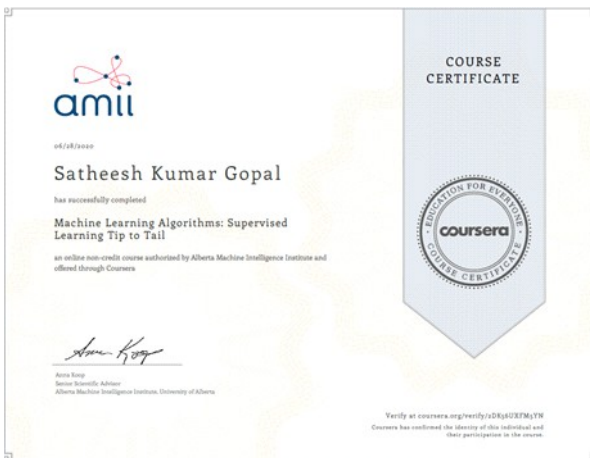 amii
06/28/2020
Satheesh Kumar Gopal
has successfully completed
Machine Learning Algorithms: Supervised
Learning Tip to Tail
an online non-credit course authorized by Alberta Machine Intelligence Institute and
offered through Coursera
Anna Koop
Senior Scientific Advisor
Alberta Machine Intelligence Institute, University of Alberta
COURSE
CERTIFICATE
EDUCATION FOR EVERYONE
coursera
COURSE CERTIFICATE
Verify at
Coursera has confirmed the identity of this individual and
their participation in the course.